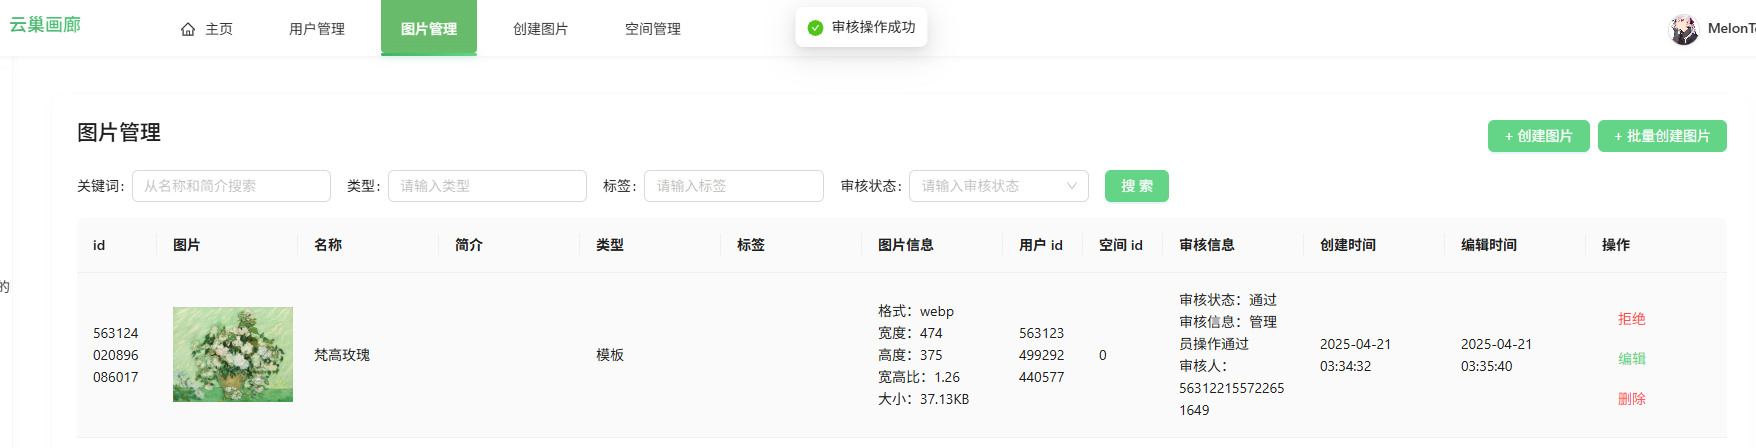 云巢画廊
主页
用户管理
图片管理
创建图片
空间管理
审核操作成功
MelonTe
的
图片管理
+ 创建图片
+ 批量创建图片
关键词: 从名称和简介搜索
类型: 请输入类型
标签: 请输入标签
审核状态: 请输入审核状态
搜 索
id 图片 名称 简介 类型 标签 图片信息 用户 id 空间 id 审核信息 创建时间 编辑时间 操作
563124
020896
086017
梵高玫瑰
模板
格式：webp
宽度：474
高度：375
宽高比：1.26
大小：37.13KB
563123
499292
440577
0
审核状态：通过
审核信息：管理
员操作通过
审核人：
56312215572265
1649
2025-04-21
03:34:32
2025-04-21
03:35:40
拒绝
编辑
删除